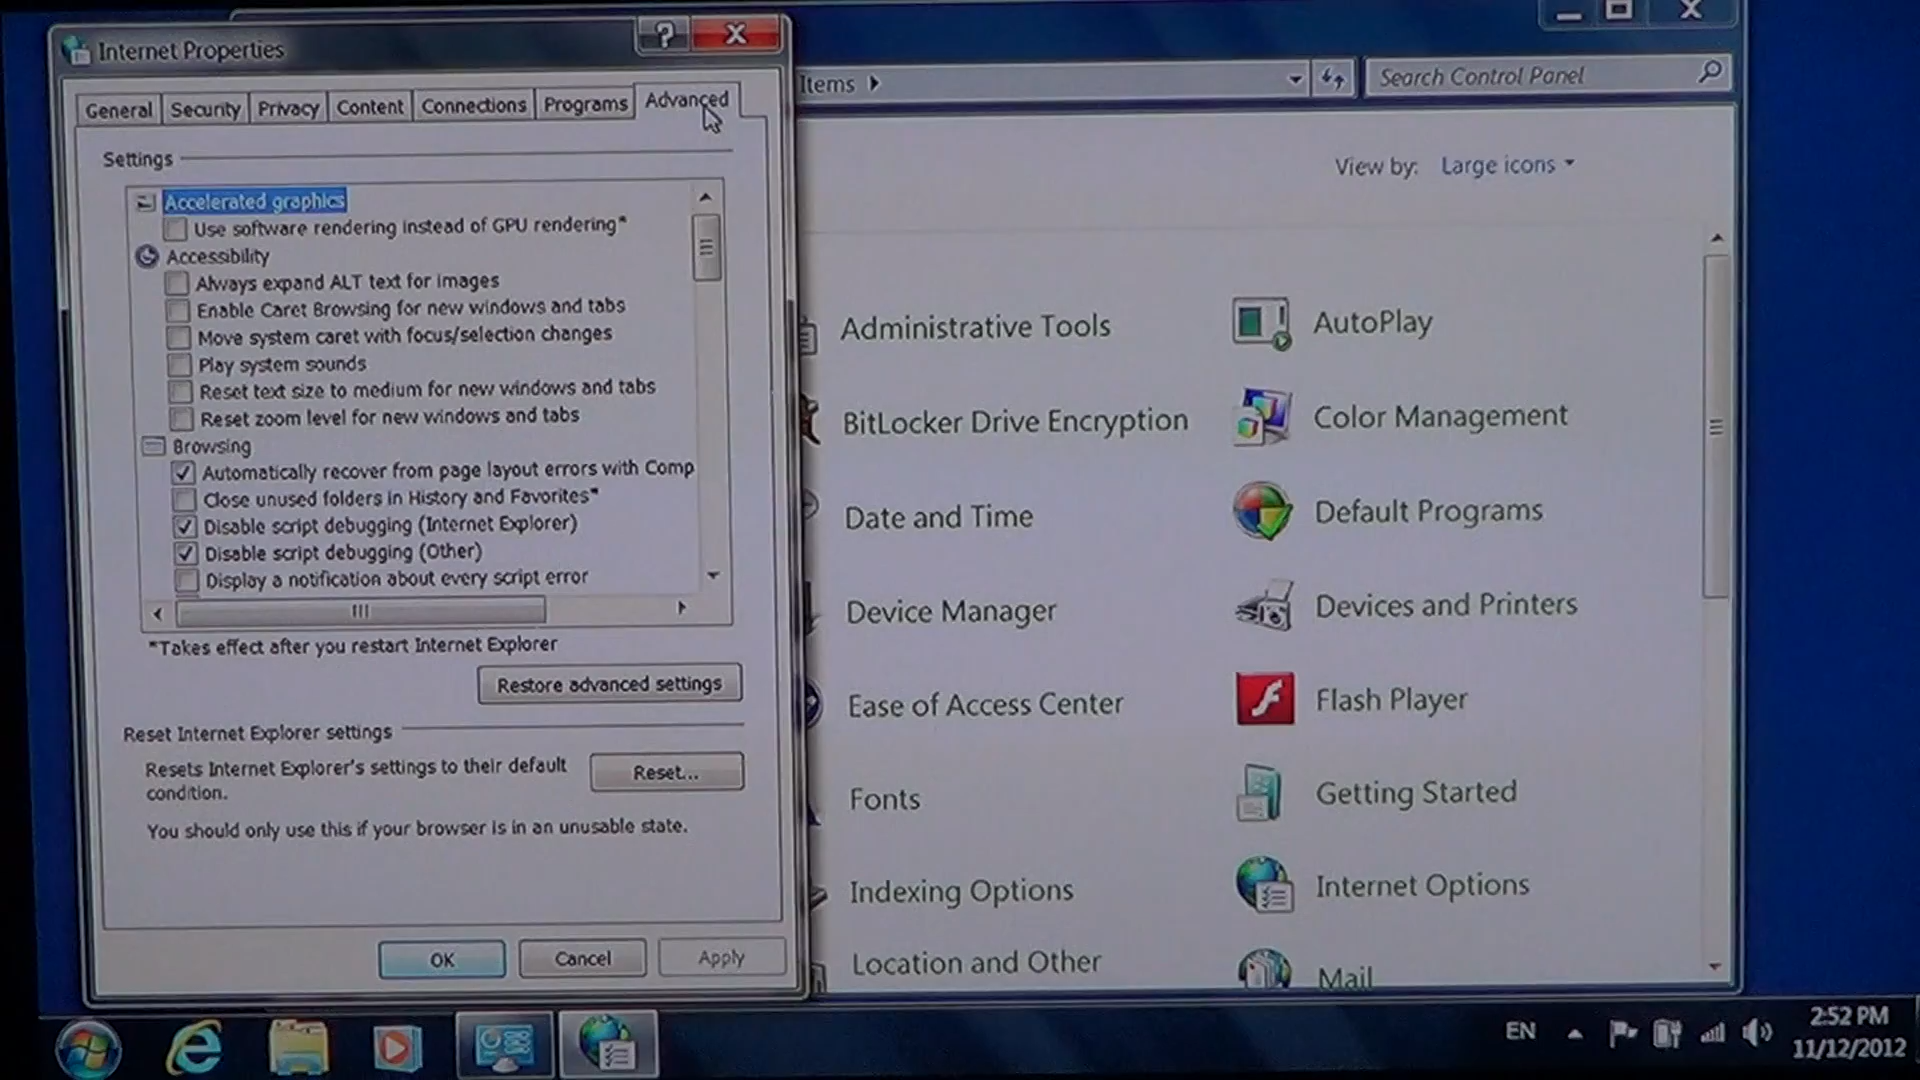 Internet Properties
?
Items
Search Control Panel
General
Security
Privacy
Content
Connections
Programs
Advanced
Settings
Accelerated graphics
Use software rendering instead of GPU rendering*
Accessibility
Always expand ALT text for images
Enable Caret Browsing for new windows and tabs
Move system caret with focus/selection changes
Play system sounds
Reset text size to medium for new windows and tabs
Reset zoom level for new windows and tabs
Browsing
Automatically recover from page layout errors with Comp
Close unused folders in History and Favorites*
Disable script debugging (Internet Explorer)
Disable script debugging (Other)
Display a notification about every script error
*Takes effect after you restart Internet Explorer
Restore advanced settings
Reset Internet Explorer settings
Resets Internet Explorer's settings to their default
condition.
Reset...
You should only use this if your browser is in an unusable state.
OK
Cancel
Apply
View by: Large icons
Administrative Tools
AutoPlay
BitLocker Drive Encryption
Color Management
Date and Time
Default Programs
Device Manager
Devices and Printers
Ease of Access Center
Flash Player
Fonts
Getting Started
Indexing Options
Internet Options
Location and Other
Mail
EN
2:52 PM
11/12/2012